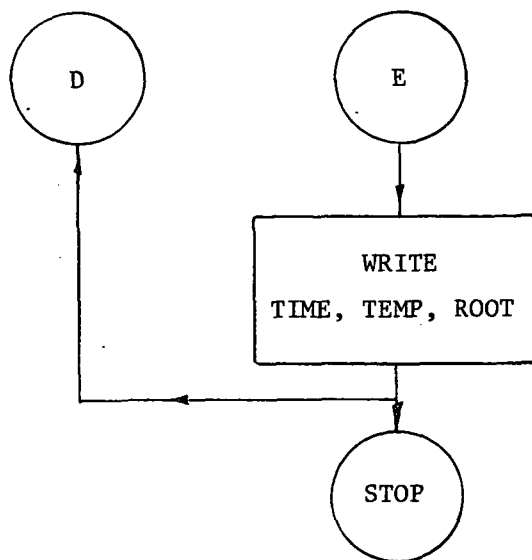 D
E
WRITE
TIME, TEMP, ROOT
STOP